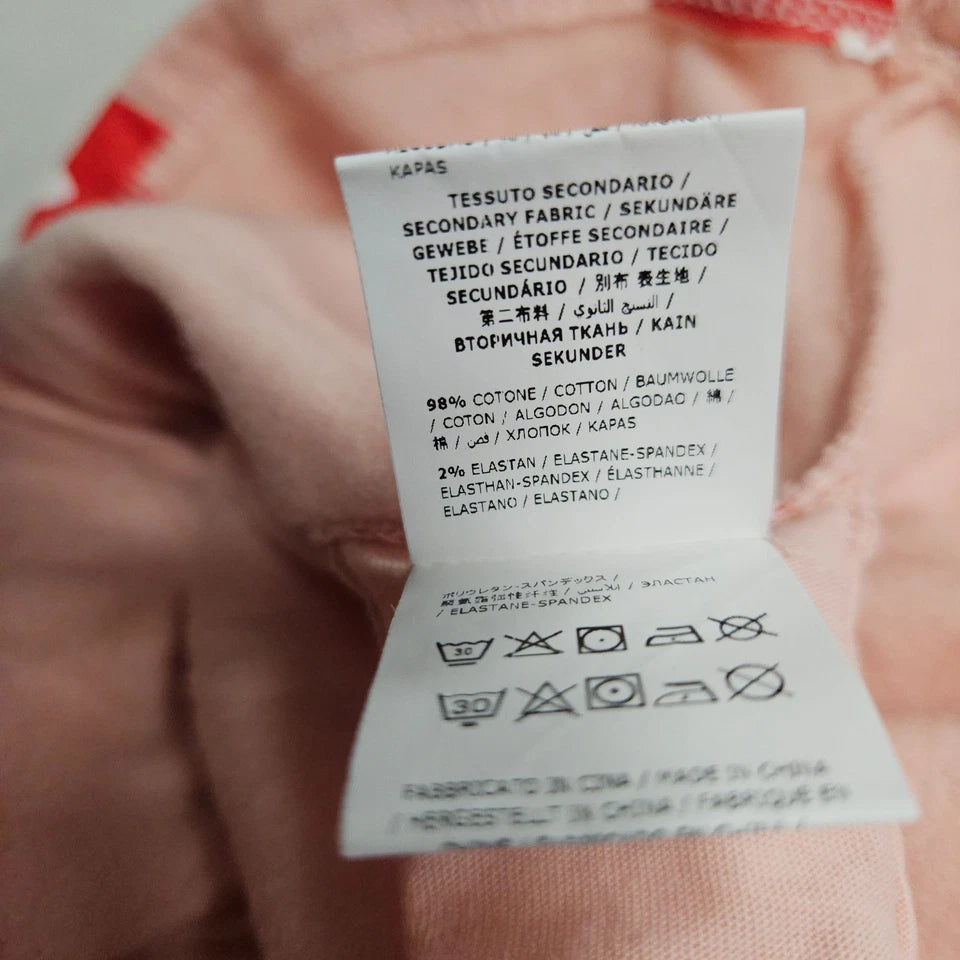 KAPAS
TESSUTO SECONDARIO /
SECONDARY FABRIC / SEKUNDÄRE
GEWEBE / ÉTOFFE SECONDAIRE /
TEJIDO SECUNDARIO / TECIDO
SECUNDÁRIO / 別布 表生地 /
第二布料 / النسيج الثانوي /
ВТОРИЧНАЯ ТКАНЬ / KAIN
SEKUNDER
98% COTONE / COTTON / BAUMWOLLE
/ COTON / ALGODON / ALGODAO / 綿 /
棉 / قطن / ХЛОПОК / KAPAS
2% ELASTAN / ELASTANE-SPANDEX /
ELASTHAN-SPANDEX / ÉLASTHANNE /
ELASTANO / ELASTANO /
ポリウレタン-スパンデックス /
/ ЭЛАСТАН
/ ELASTANE-SPANDEX
30
30
FABBRICATO IN CINA / MADE IN CHINA
/ HERGESTELLT IN CHINA / FABRIQUE EN